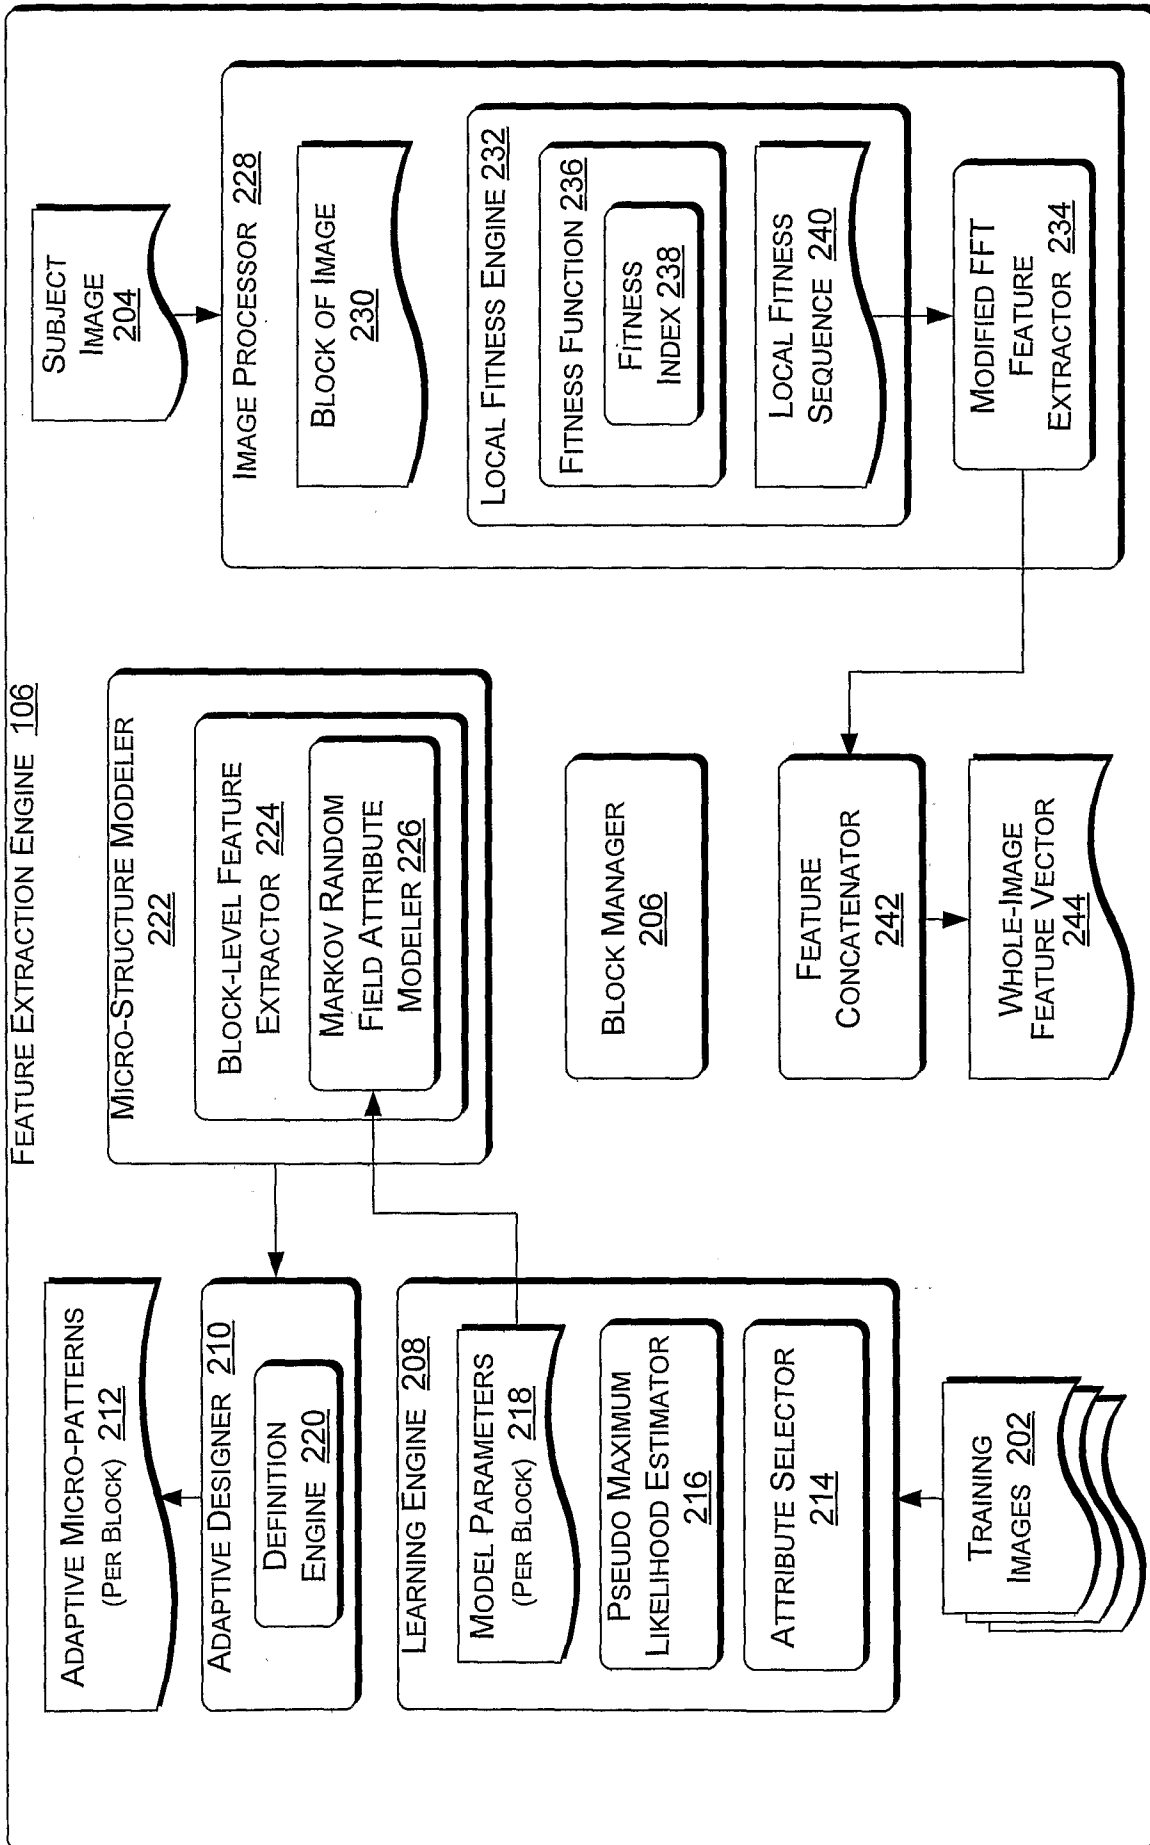 FEATURE EXTRACTION ENGINE 106
ADAPTIVE MICRO-PATTERNS
(PER BLOCK) 212
ADAPTIVE DESIGNER 210
DEFINITION
ENGINE 220
LEARNING ENGINE 208
MODEL PARAMETERS
(PER BLOCK) 218
PSEUDO MAXIMUM
LIKELIHOOD ESTIMATOR
216
ATTRIBUTE SELECTOR
214
TRAINING
IMAGES 202
MICRO-STRUCTURE MODELER
222
BLOCK-LEVEL FEATURE
EXTRACTOR 224
MARKOV RANDOM
FIELD ATTRIBUTE
MODELER 226
BLOCK MANAGER
206
FEATURE
CONCATENATOR
242
WHOLE-IMAGE
FEATURE VECTOR
244
SUBJECT
IMAGE
204
IMAGE PROCESSOR 228
BLOCK OF IMAGE
230
LOCAL FITNESS ENGINE 232
FITNESS FUNCTION 236
FITNESS
INDEX 238
LOCAL FITNESS
SEQUENCE 240
MODIFIED FFT
FEATURE
EXTRACTOR 234